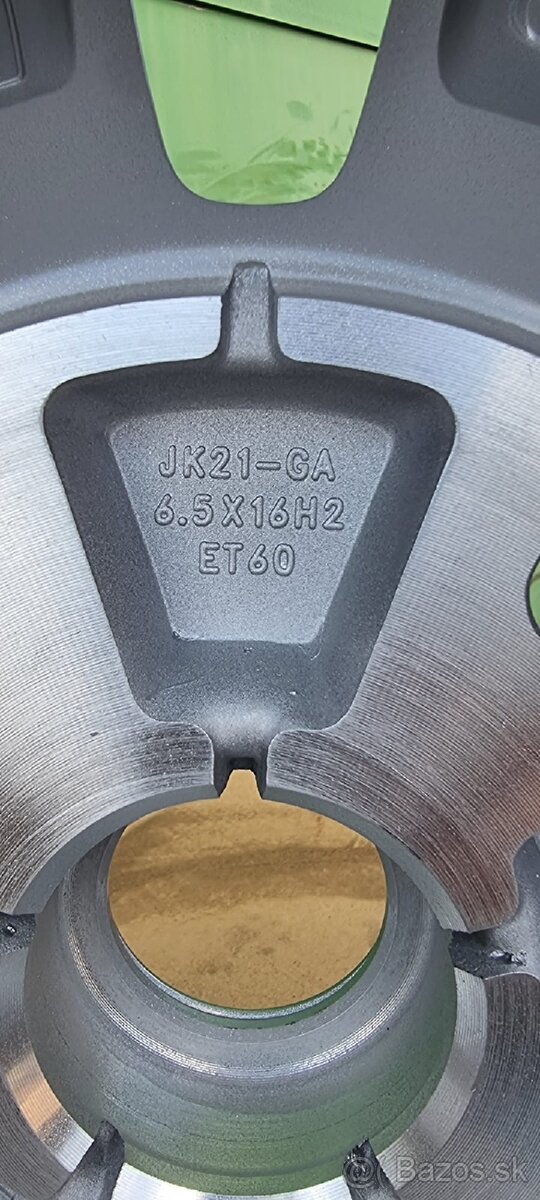 JK21-GA
6.5X16H2
ET60
Bazos.sk